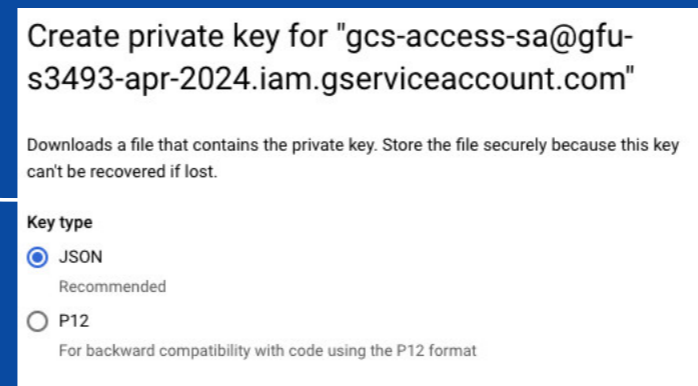 Create private key for "gcs-access-sa@gfu-
s3493-apr-2024.iam.gserviceaccount.com"
Downloads a file that contains the private key. Store the file securely because this key
can't be recovered if lost.
Key type
JSON
Recommended
P12
For backward compatibility with code using the P12 format